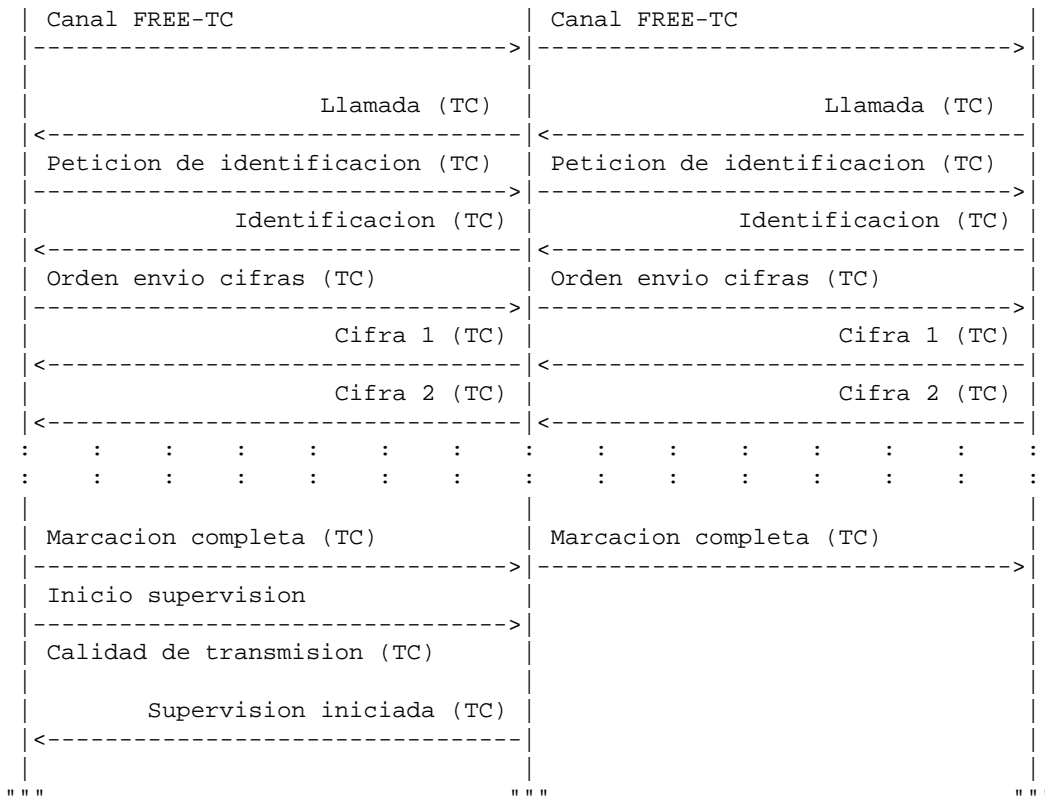 Canal FREE-TC Canal FREE-TC
Llamada (TC) Llamada (TC)
Peticion de identificacion (TC) Peticion de identificacion (TC)
Identificacion (TC) Identificacion (TC)
Orden envio cifras (TC) Orden envio cifras (TC)
Cifra 1 (TC) Cifra 1 (TC)
Cifra 2 (TC) Cifra 2 (TC)
Marcacion completa (TC) Marcacion completa (TC)
Inicio supervision
Calidad de transmision (TC)
Supervision iniciada (TC)